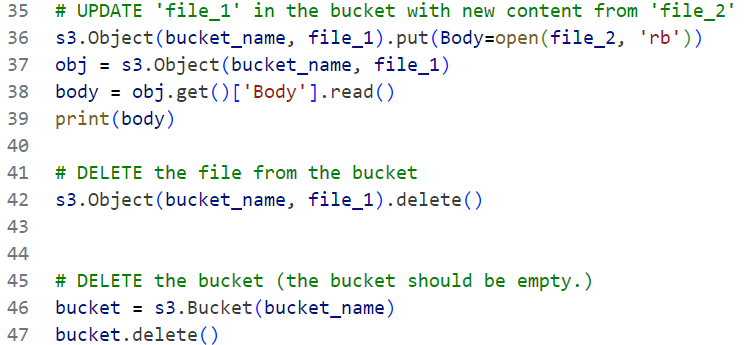 35 # UPDATE 'file_1' in the bucket with new content from 'file_2'
36 s3.Object(bucket_name, file_1).put(Body=open(file_2, 'rb'))
37 obj = s3.Object(bucket_name, file_1)
38 body = obj.get()['Body'].read()
39 print(body)
40
41 # DELETE the file from the bucket
42 s3.Object(bucket_name, file_1).delete()
43
44
45 # DELETE the bucket (the bucket should be empty.)
46 bucket = s3.Bucket(bucket_name)
47 bucket.delete()